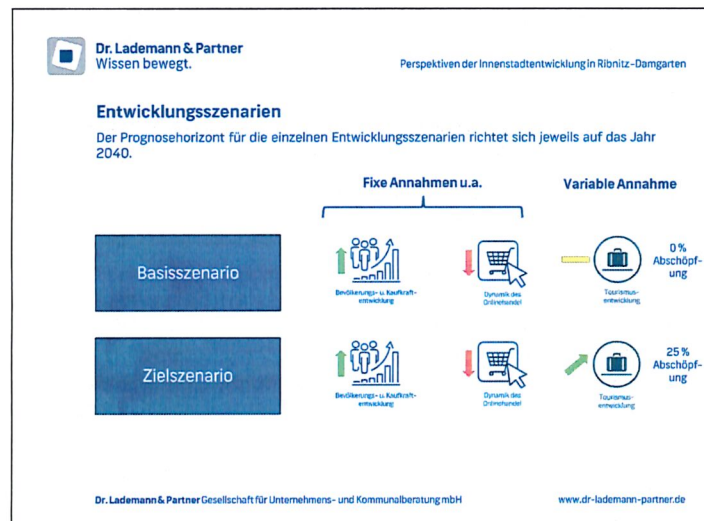 Dr. Lademann & Partner
Wissen bewegt.
Perspektiven der Innenstadtentwicklung in Ribnitz-Damgarten
Entwicklungsszenarien
Der Prognosehorizont für die einzelnen Entwicklungsszenarien richtet sich jeweils auf das Jahr
2040.
Fixe Annahmen u.a.
Variable Annahme
Basisszenario
Bevölkerungs- u. Kaufkraft-
entwicklung
Dynamik des
Onlinehandel
Tourismus-
entwicklung
0 %
Abschöpf-
ung
Zielszenario
Bevölkerungs- u. Kaufkraft-
entwicklung
Dynamik des
Onlinehandel
Tourismus-
entwicklung
25 %
Abschöpf-
ung
Dr. Lademann & Partner Gesellschaft für Unternehmens- und Kommunalberatung mbH
www.dr-lademann-partner.de